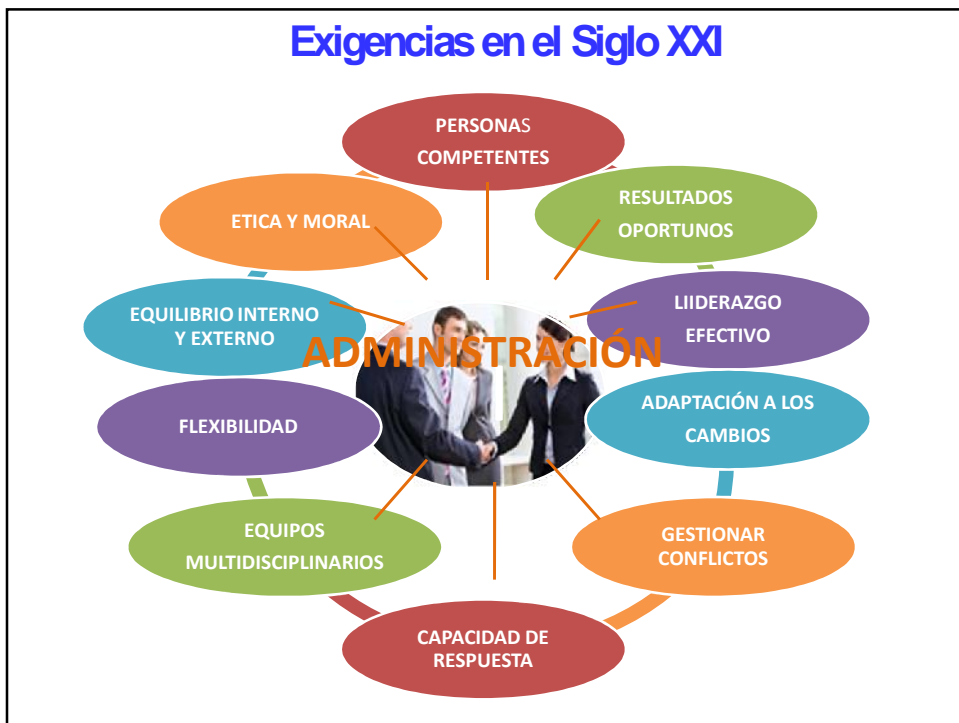 Exigencias en el Siglo XXI
PERSONAS
COMPETENTES
RESULTADOS
OPORTUNOS
LIIDERAZGO
EFECTIVO
ADAPTACIÓN A LOS
CAMBIOS
GESTIONAR
CONFLICTOS
CAPACIDAD DE
RESPUESTA
EQUIPOS
MULTIDISCIPLINARIOS
FLEXIBILIDAD
EQUILIBRIO INTERNO
Y EXTERNO
ETICA Y MORAL
ADMINISTRACIÓN